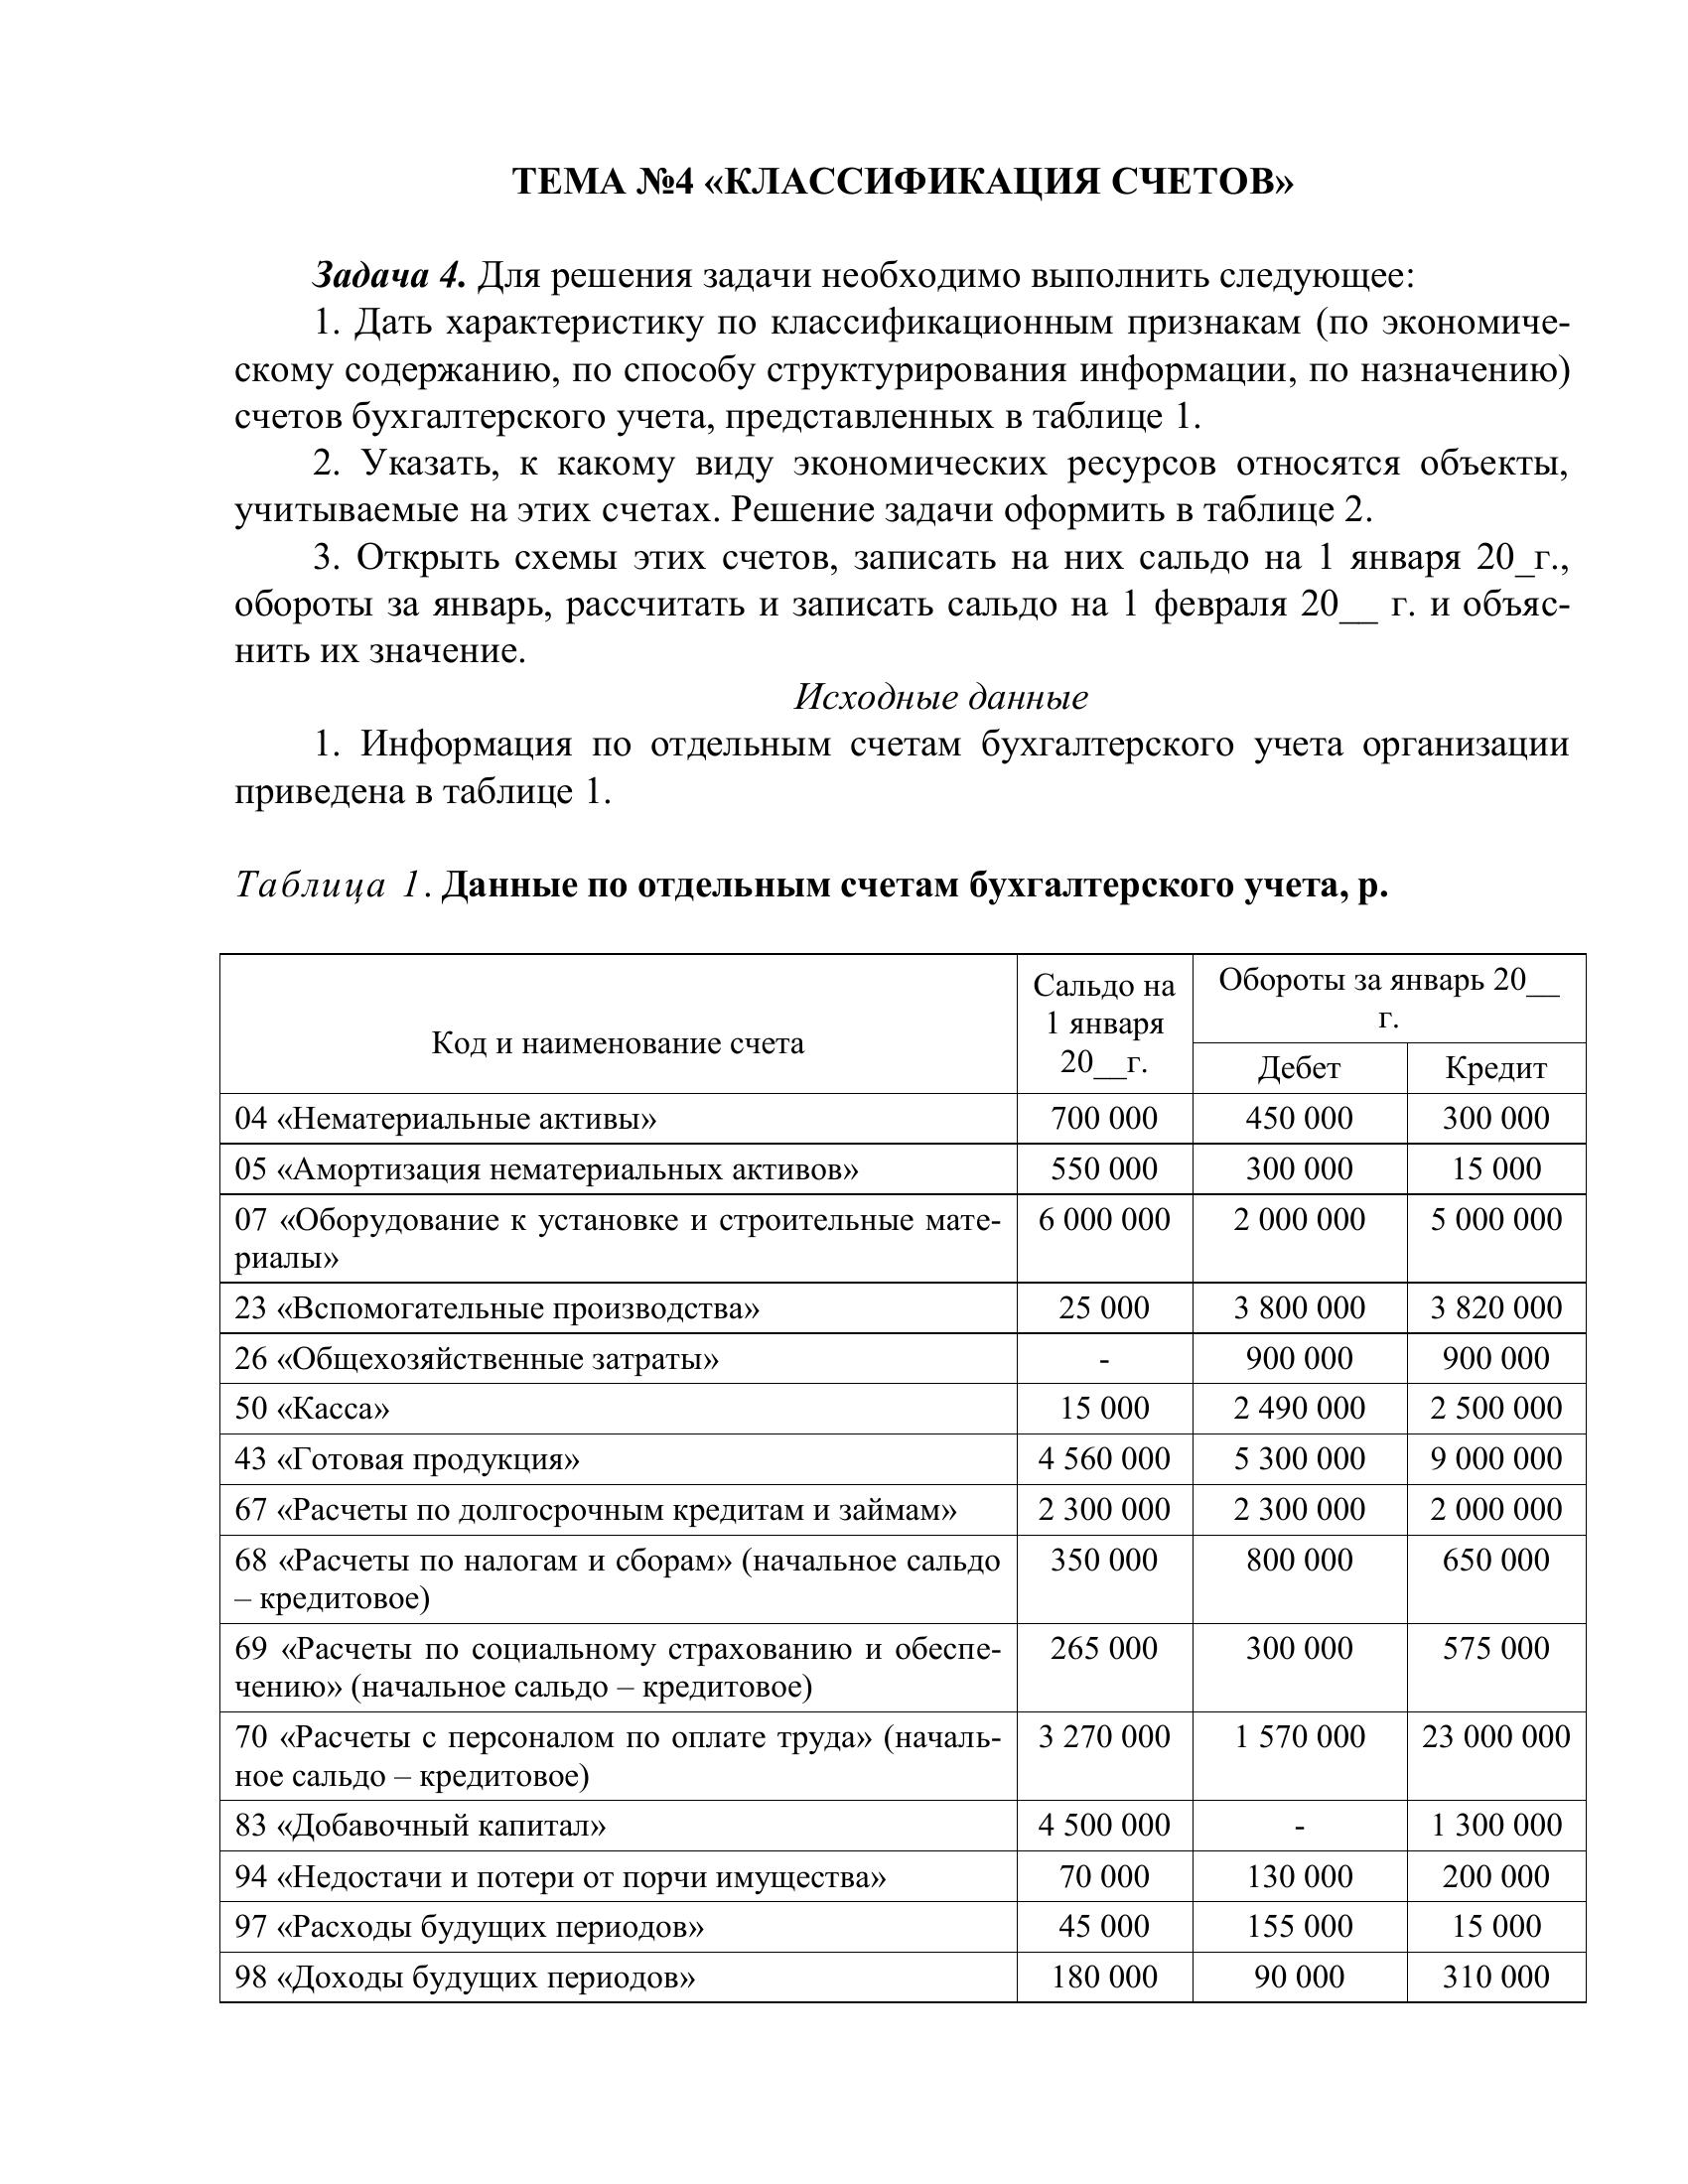 ТЕМА №4 «КЛАССИФИКАЦИЯ СЧЕТОВ»
Задача 4. Для решения задачи необходимо выполнить следующее:
1. Дать характеристику по классификационным признакам (по экономиче-
скому содержанию, по способу структурирования информации, по назначению)
счетов бухгалтерского учета, представленных в таблице 1.
2. Указать, к какому виду экономических ресурсов относятся объекты,
учитываемые на этих счетах. Решение задачи оформить в таблице 2.
3. Открыть схемы этих счетов, записать на них сальдо на 1 января 20_г.,
обороты за январь, рассчитать и записать сальдо на 1 февраля 20__ г. и объяс-
нить их значение.
Исходные данные
1. Информация по отдельным счетам бухгалтерского учета организации
приведена в таблице 1.
Таблица 1. Данные по отдельным счетам бухгалтерского учета, р.
Код и наименование счета
Сальдо на
1 января
20__г.
Обороты за январь 20__
г.
Дебет Кредит
04 «Нематериальные активы» 700 000 450 000 300 000
05 «Амортизация нематериальных активов» 550 000 300 000 15 000
07 «Оборудование к установке и строительные мате- 6 000 000 2 000 000 5 000 000
риалы»
23 «Вспомогательные производства» 25 000 3 800 000 3 820 000
26 «Общехозяйственные затраты» - 900 000 900 000
50 «Касса» 15 000 2 490 000 2 500 000
43 «Готовая продукция» 4 560 000 5 300 000 9 000 000
67 «Расчеты по долгосрочным кредитам и займам» 2 300 000 2 300 000 2 000 000
68 «Расчеты по налогам и сборам» (начальное сальдо 350 000 800 000 650 000
– кредитовое)
69 «Расчеты по социальному страхованию и обеспе- 265 000 300 000 575 000
чению» (начальное сальдо – кредитовое)
70 «Расчеты с персоналом по оплате труда» (началь- 3 270 000 1 570 000 23 000 000
ное сальдо – кредитовое)
83 «Добавочный капитал» 4 500 000 - 1 300 000
94 «Недостачи и потери от порчи имущества» 70 000 130 000 200 000
97 «Расходы будущих периодов» 45 000 155 000 15 000
98 «Доходы будущих периодов» 180 000 90 000 310 000